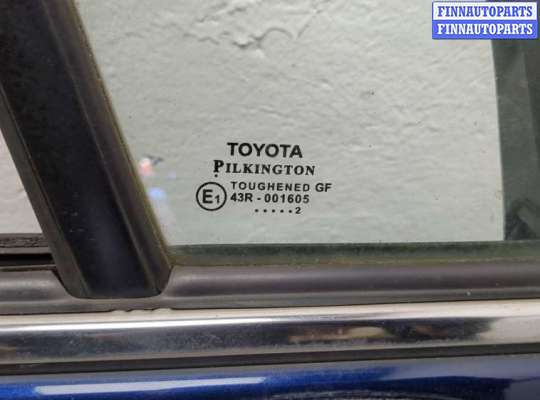 FINNAUTOPARTS
FINNAUTOPARTS
TOYOTA
PILKINGTON
TOUGHENED GF
E1 43R - 001605
.....2